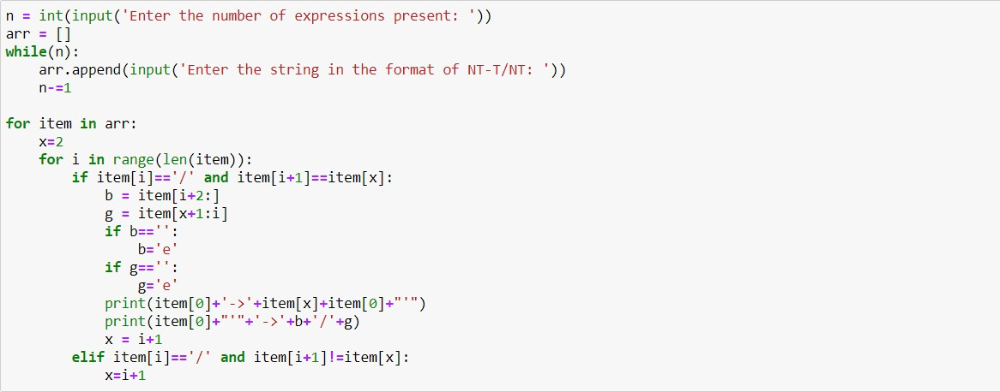 n = int(input('Enter the number of expressions present: '))
arr = []
while(n):
    arr.append(input('Enter the string in the format of NT-T/NT: '))
    n-=1

for item in arr:
    x=2
    for i in range(len(item)):
        if item[i]=='/' and item[i+1]==item[x]:
            b = item[i+2:]
            g = item[x+1:i]
            if b=='':
                b='e'
            if g=='':
                g='e'
            print(item[0]+'->'+item[x]+item[0]+"'")
            print(item[0]+"'"+'->'+b+'/'+g)
            x = i+1
        elif item[i]=='/' and item[i+1]!=item[x]:
            x=i+1